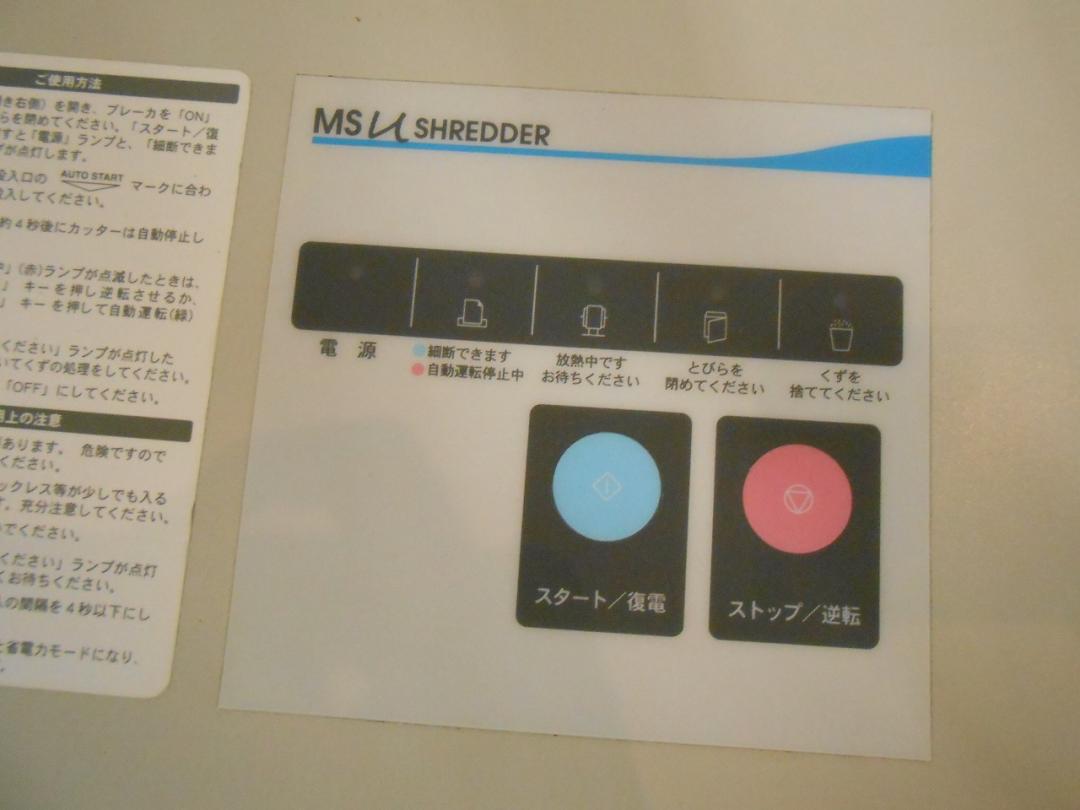 ご使用方法
き右側）を開き、ブレーカを「ON」
らを閉めてください。「スタート／復
すと「電源」ランプと、「細断できま
が点灯します。
投入口の AUTO START マークに合わ
投入してください。
約4秒後にカッターは自動停止し
」（赤）ランプが点滅したときは、
」 キーを押し逆転させるか、
」 キーを押して自動運転（緑）
ください」ランプが点灯した
いてくずの処理をしてください。
「OFF」にしてください。
用上の注意
あります。 危険ですので
ください。
ックレス等が少しでも入る
す。充分注意してください。
でください。
ください」ランプが点灯
くお待ちください。
の間隔を4秒以下にし
と省電力モードになり、
MS μ SHREDDER
電 源
細断できます
自動運転停止中
放熱中です
お待ちください
とびらを
閉めてください
くずを
捨ててください
スタート／復電
ストップ／逆転